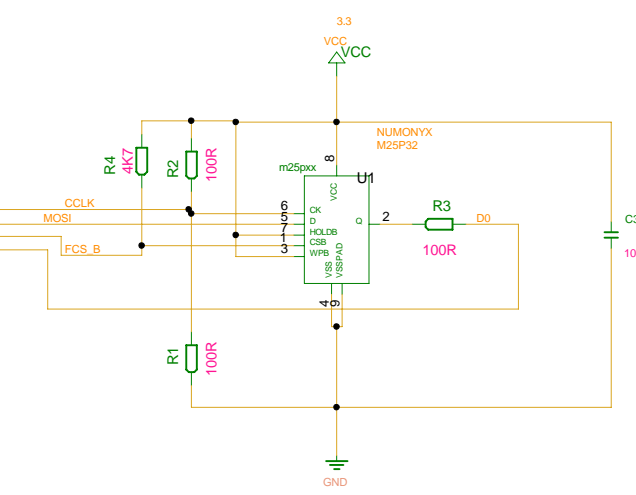 3.3
VCC
VCC
NUMONYX
M25P32
R4
4K7
R2
100R
m25pxx
U1
8
VCC
CCLK
MOSI
FCS_B
6
5
7
1
3
CK
D
HOLDB
CSB
WPB
Q
2
R3
100R
D0
VSS
VSSPAD
4
9
C3
10
R1
100R
GND